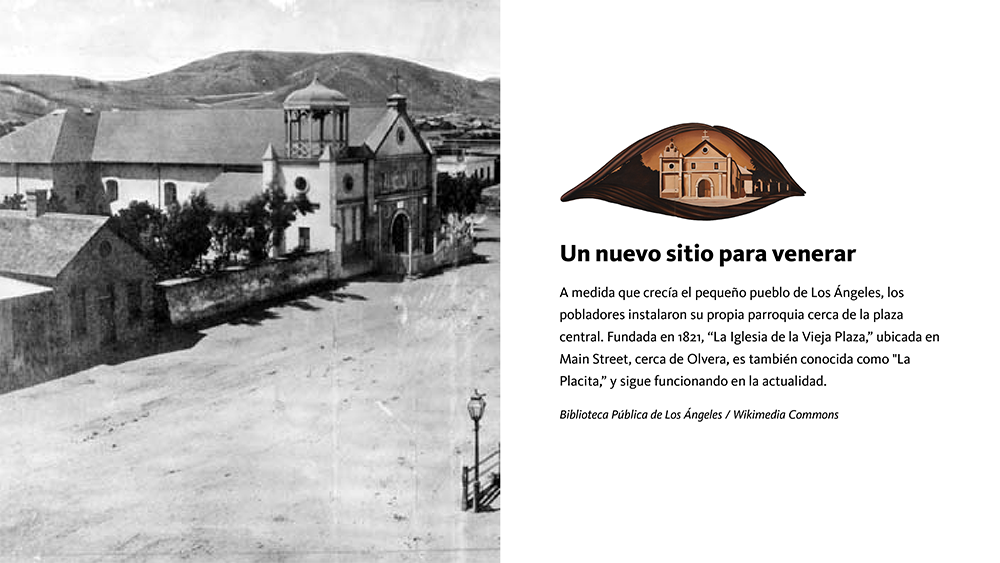 Un nuevo sitio para venerar
A medida que crecía el pequeño pueblo de Los Ángeles, los
pobladores instalaron su propia parroquia cerca de la plaza
central. Fundada en 1821, “La Iglesia de la Vieja Plaza,” ubicada en
Main Street, cerca de Olvera, es también conocida como "La
Placita,” y sigue funcionando en la actualidad.
Biblioteca Pública de Los Ángeles / Wikimedia Commons